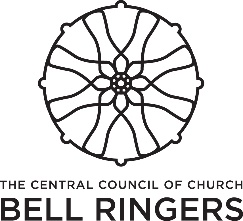 THE CENTRAL COUNCIL OF CHURCH
BELL RINGERS